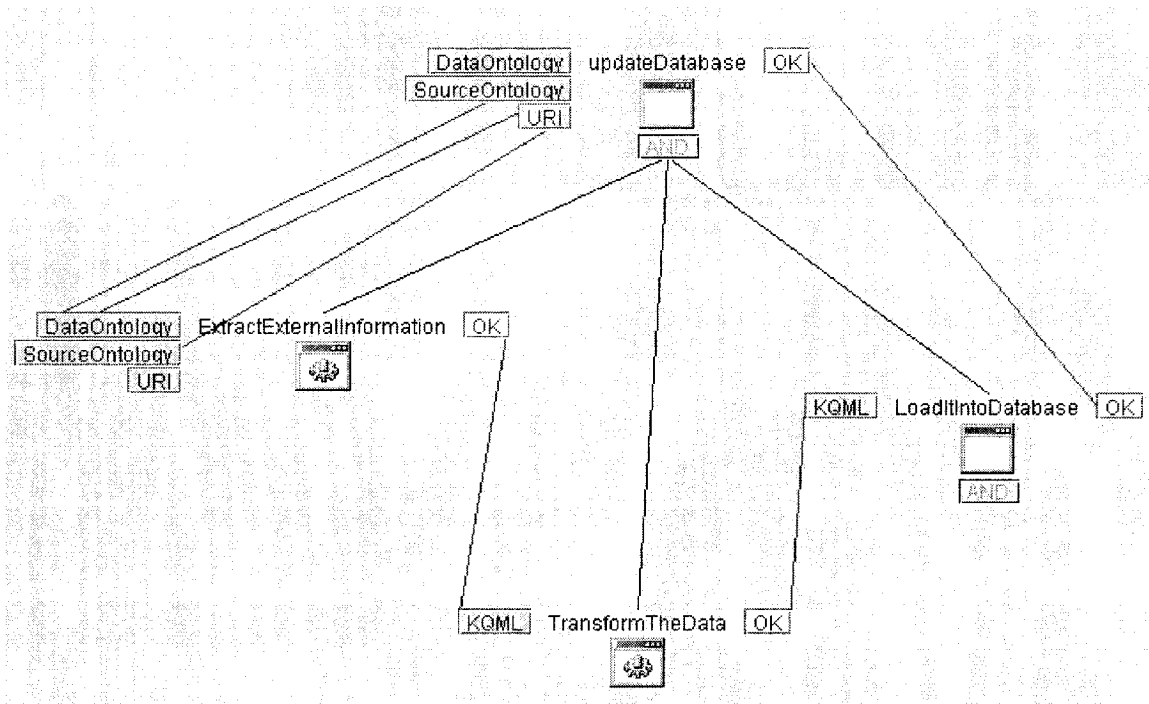 DataOntology updateDatabase OK
SourceOntology
URI
AND
DataOntology ExtractExternalInformation OK
SourceOntology
URI
KQML LoadItIntoDatabase OK
AND
KQML TransformTheData OK